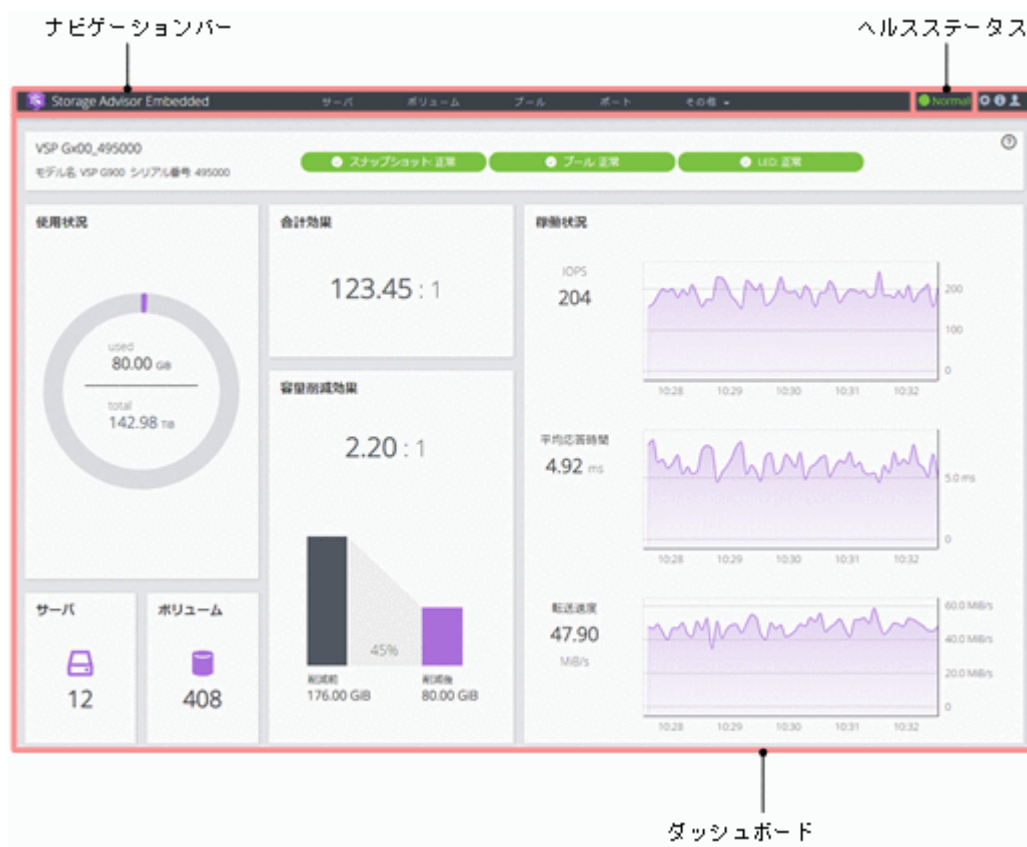 ナビゲーションバー
ヘルスステータス
Storage Advisor Embedded サーバ ボリューム プール ポート その他 Normal
VSP Gx00_495000
モデル名 VSP G900 シリアル番号 495000
スナップショット: 正常 プール: 正常 LED: 正常
使用状況
used
80.00 GiB
total
142.98 TiB
合計効果
123.45 : 1
容量削減効果
2.20 : 1
45%
削減前
176.00 GiB
削減後
80.00 GiB
サーバ
12
ボリューム
408
稼働状況
IOPS
204
200
100
0
10:28 10:29 10:30 10:31 10:32
平均応答時間
4.92 ms
5.0 ms
0
10:28 10:29 10:30 10:31 10:32
転送速度
47.90
MiB/s
60.0 MiB/s
40.0 MiB/s
20.0 MiB/s
0
10:28 10:29 10:30 10:31 10:32
ダッシュボード